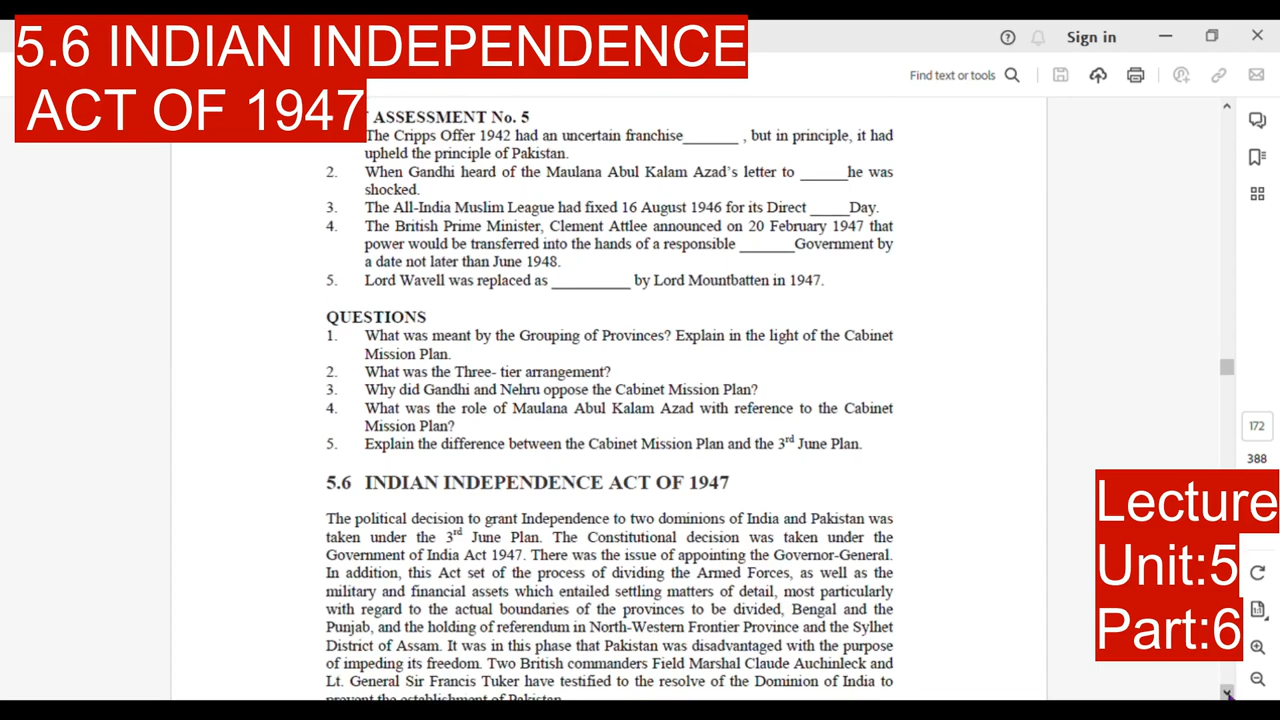 5.6 INDIAN INDEPENDENCE
ACT OF 1947
Sign in
Find text or tools
ASSESSMENT No. 5
The Cripps Offer 1942 had an uncertain franchise_______ , but in principle, it had
upheld the principle of Pakistan.
2. When Gandhi heard of the Maulana Abul Kalam Azad's letter to ______he was
shocked.
3. The All-India Muslim League had fixed 16 August 1946 for its Direct _____Day.
4. The British Prime Minister, Clement Attlee announced on 20 February 1947 that
power would be transferred into the hands of a responsible _______Government by
a date not later than June 1948.
5. Lord Wavell was replaced as __________ by Lord Mountbatten in 1947.
QUESTIONS
1. What was meant by the Grouping of Provinces? Explain in the light of the Cabinet
Mission Plan.
2. What was the Three- tier arrangement?
3. Why did Gandhi and Nehru oppose the Cabinet Mission Plan?
4. What was the role of Maulana Abul Kalam Azad with reference to the Cabinet
Mission Plan?
5. Explain the difference between the Cabinet Mission Plan and the 3rd June Plan.
5.6 INDIAN INDEPENDENCE ACT OF 1947
The political decision to grant Independence to two dominions of India and Pakistan was
taken under the 3rd June Plan. The Constitutional decision was taken under the
Government of India Act 1947. There was the issue of appointing the Governor-General.
In addition, this Act set of the process of dividing the Armed Forces, as well as the
military and financial assets which entailed settling matters of detail, most particularly
with regard to the actual boundaries of the provinces to be divided, Bengal and the
Punjab, and the holding of referendum in North-Western Frontier Province and the Sylhet
District of Assam. It was in this phase that Pakistan was disadvantaged with the purpose
of impeding its freedom. Two British commanders Field Marshal Claude Auchinleck and
Lt. General Sir Francis Tuker have testified to the resolve of the Dominion of India to
prevent the establishment of Pakistan.
172
388
Lecture
Unit:5
Part:6